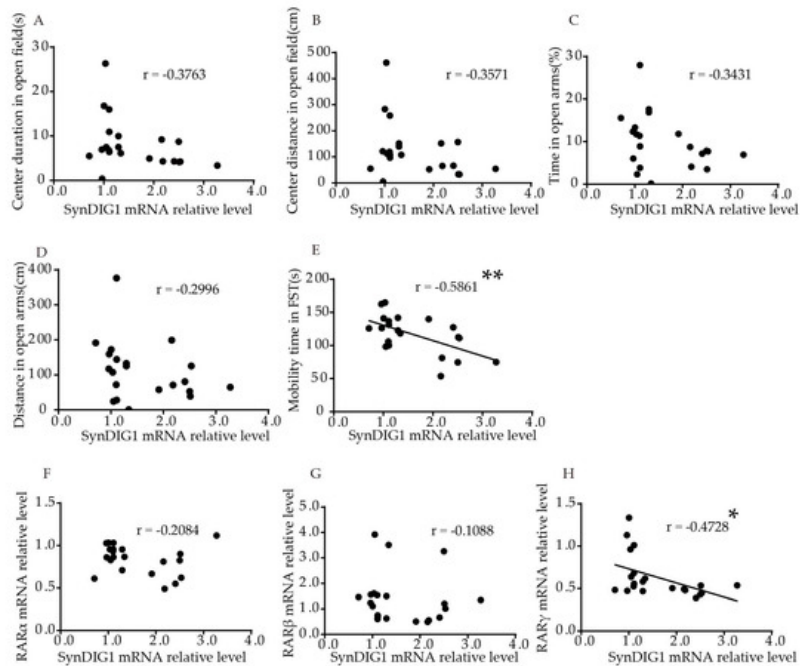 A
Center duration in open field(s)
30
20
10
0
r = -0.3763
0.0 1.0 2.0 3.0 4.0
SynDIG1 mRNA relative level
B
Center distance in open field(cm)
500
400
300
200
100
0
r = -0.3571
0.0 1.0 2.0 3.0 4.0
SynDIG1 mRNA relative level
C
Time in open arms(%)
30
20
10
0
r = -0.3431
0.0 1.0 2.0 3.0 4.0
SynDIG1 mRNA relative level
D
Distance in open arms(cm)
400
300
200
100
0
r = -0.2996
0.0 1.0 2.0 3.0 4.0
SynDIG1 mRNA relative level
E
Mobility time in FST(s)
200
150
100
50
0
r = -0.5861
**
0.0 1.0 2.0 3.0 4.0
SynDIG1 mRNA relative level
F
RARα mRNA relative level
1.5
1.0
0.5
0.0
r = -0.2084
0.0 1.0 2.0 3.0 4.0
SynDIG1 mRNA relative level
G
RARβ mRNA relative level
5.0
4.0
3.0
2.0
1.0
0.0
r = -0.1088
0.0 1.0 2.0 3.0 4.0
SynDIG1 mRNA relative level
H
RARγ mRNA relative level
1.5
1.0
0.5
0.0
r = -0.4728
*
0.0 1.0 2.0 3.0 4.0
SynDIG1 mRNA relative level